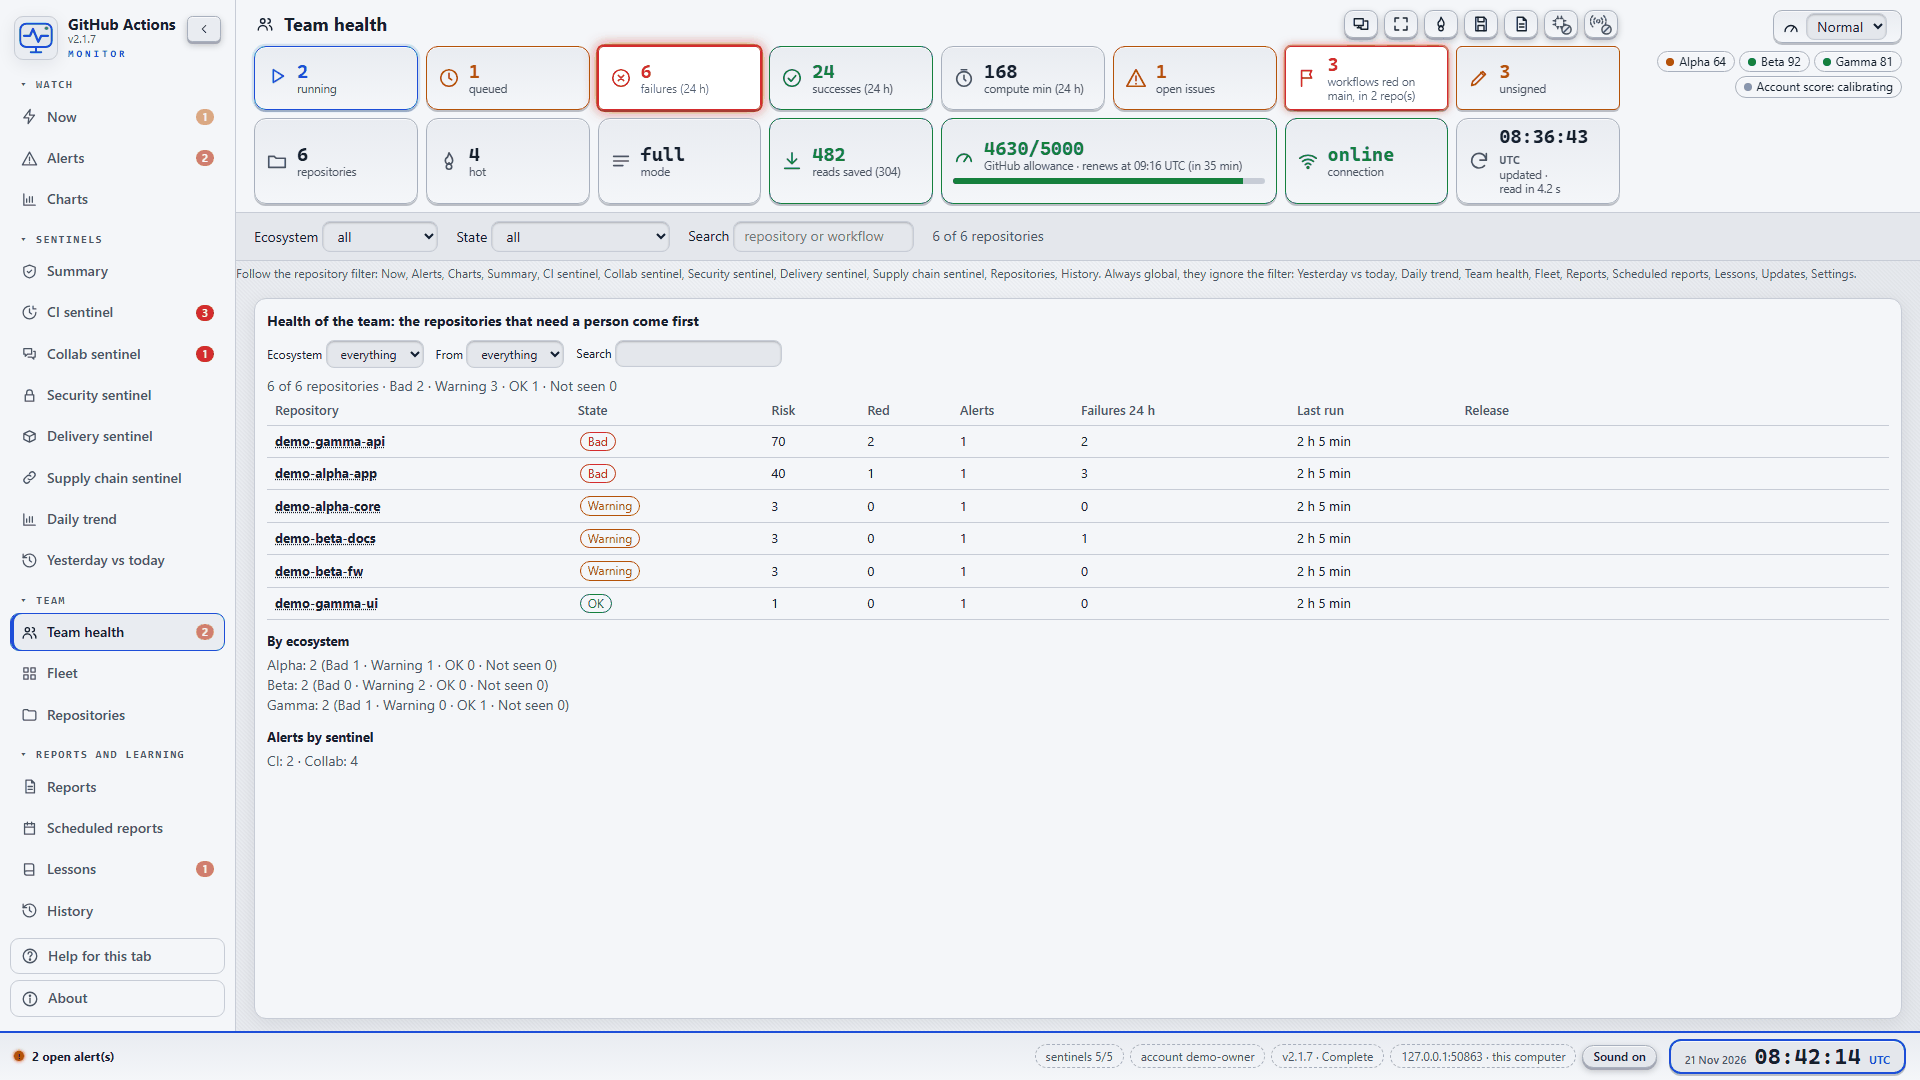 GitHub Actions
v2.1.7
MONITOR
WATCH
Now 1
Alerts 2
Charts
SENTINELS
Summary
CI sentinel 3
Collab sentinel 1
Security sentinel
Delivery sentinel
Supply chain sentinel
Daily trend
Yesterday vs today
TEAM
Team health 2
Fleet
Repositories
REPORTS AND LEARNING
Reports
Scheduled reports
Lessons 1
History
Help for this tab
About
Team health
Normal
2
running
1
queued
6
failures (24 h)
24
successes (24 h)
168
compute min (24 h)
1
open issues
3
workflows red on
main, in 2 repo(s)
3
unsigned
Alpha 64 Beta 92 Gamma 81
Account score: calibrating
6
repositories
4
hot
full
mode
482
reads saved (304)
4630/5000
GitHub allowance · renews at 09:16 UTC (in 35 min)
online
connection
08:36:43
UTC
updated ·
read in 4.2 s
Ecosystem all State all Search repository or workflow 6 of 6 repositories
Follow the repository filter: Now, Alerts, Charts, Summary, CI sentinel, Collab sentinel, Security sentinel, Delivery sentinel, Supply chain sentinel, Repositories, History. Always global, they ignore the filter: Yesterday vs today, Daily trend, Team health, Fleet, Reports, Scheduled reports, Lessons, Updates, Settings.
Health of the team: the repositories that need a person come first
Ecosystem everything From everything Search
6 of 6 repositories · Bad 2 · Warning 3 · OK 1 · Not seen 0
Repository State Risk Red Alerts Failures 24 h Last run Release
demo-gamma-api Bad 70 2 1 2 2 h 5 min
demo-alpha-app Bad 40 1 1 3 2 h 5 min
demo-alpha-core Warning 3 0 1 0 2 h 5 min
demo-beta-docs Warning 3 0 1 1 2 h 5 min
demo-beta-fw Warning 3 0 1 0 2 h 5 min
demo-gamma-ui OK 1 0 1 0 2 h 5 min
By ecosystem
Alpha: 2 (Bad 1 · Warning 1 · OK 0 · Not seen 0)
Beta: 2 (Bad 0 · Warning 2 · OK 0 · Not seen 0)
Gamma: 2 (Bad 1 · Warning 0 · OK 1 · Not seen 0)
Alerts by sentinel
CI: 2 · Collab: 4
2 open alert(s)
sentinels 5/5 account demo-owner v2.1.7 · Complete 127.0.0.1:50863 · this computer Sound on 21 Nov 2026 08:42:14 UTC